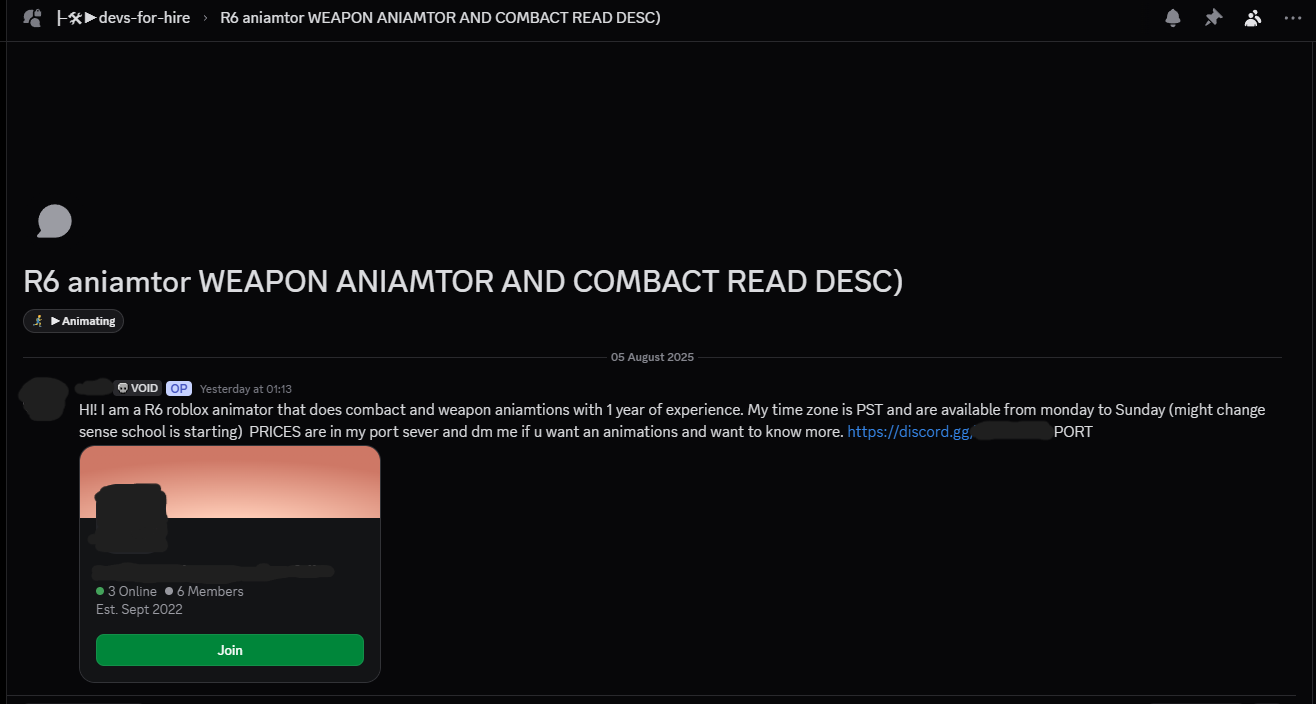 ├🛠▶devs-for-hire › R6 aniamtor WEAPON ANIAMTOR AND COMBACT READ DESC)
R6 aniamtor WEAPON ANIAMTOR AND COMBACT READ DESC)
▶Animating
05 August 2025
VOID OP Yesterday at 01:13
HI! I am a R6 roblox animator that does combact and weapon aniamtions with 1 year of experience. My time zone is PST and are available from monday to Sunday (might change
sense school is starting) PRICES are in my port sever and dm me if u want an animations and want to know more. https://discord.gg/ PORT
3 Online 6 Members
Est. Sept 2022
Join